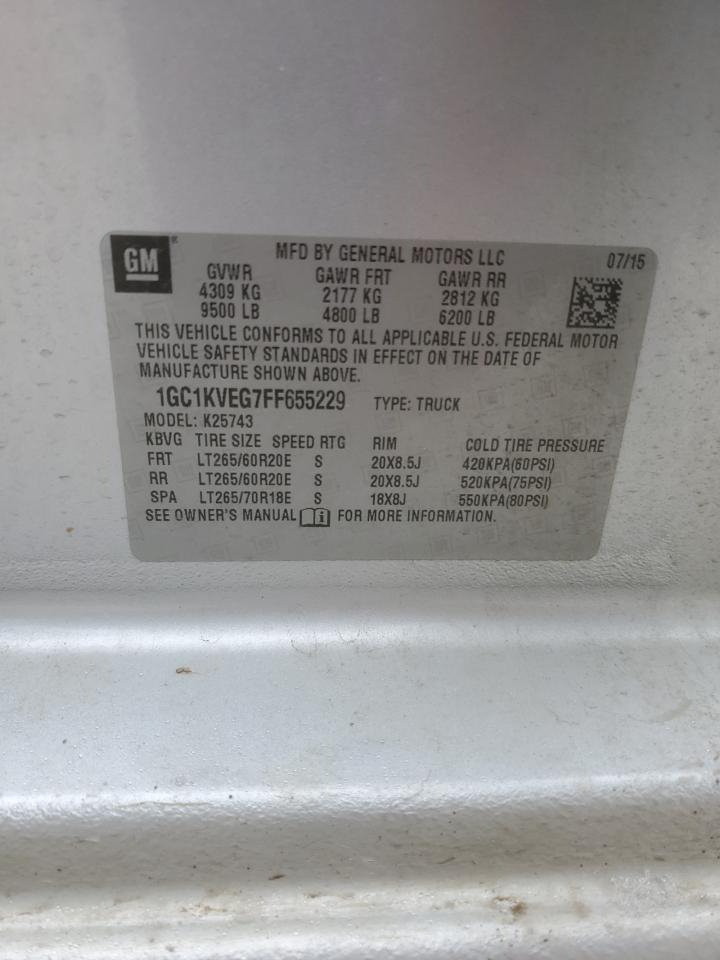 GM
MFD BY GENERAL MOTORS LLC 07/15
GVWR GAWR FRT GAWR RR
4309 KG 2177 KG 2812 KG
9500 LB 4800 LB 6200 LB
THIS VEHICLE CONFORMS TO ALL APPLICABLE U.S. FEDERAL MOTOR
VEHICLE SAFETY STANDARDS IN EFFECT ON THE DATE OF
MANUFACTURE SHOWN ABOVE.
1GC1KVEG7FF655229 TYPE: TRUCK
MODEL: K25743
KBVG TIRE SIZE SPEED RTG RIM COLD TIRE PRESSURE
FRT LT265/60R20E S 20X8.5J 420KPA(60PSI)
RR LT265/60R20E S 20X8.5J 520KPA(75PSI)
SPA LT265/70R18E S 18X8J 550KPA(80PSI)
SEE OWNER'S MANUAL FOR MORE INFORMATION.